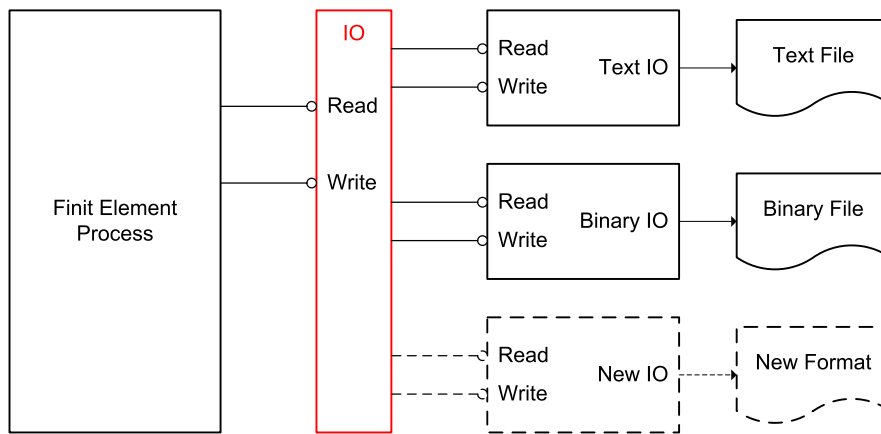 Finit Element
Process
IO
Read
Write
Read
Write
Text IO
Text File
Read
Write
Binary IO
Binary File
Read
Write
New IO
New Format